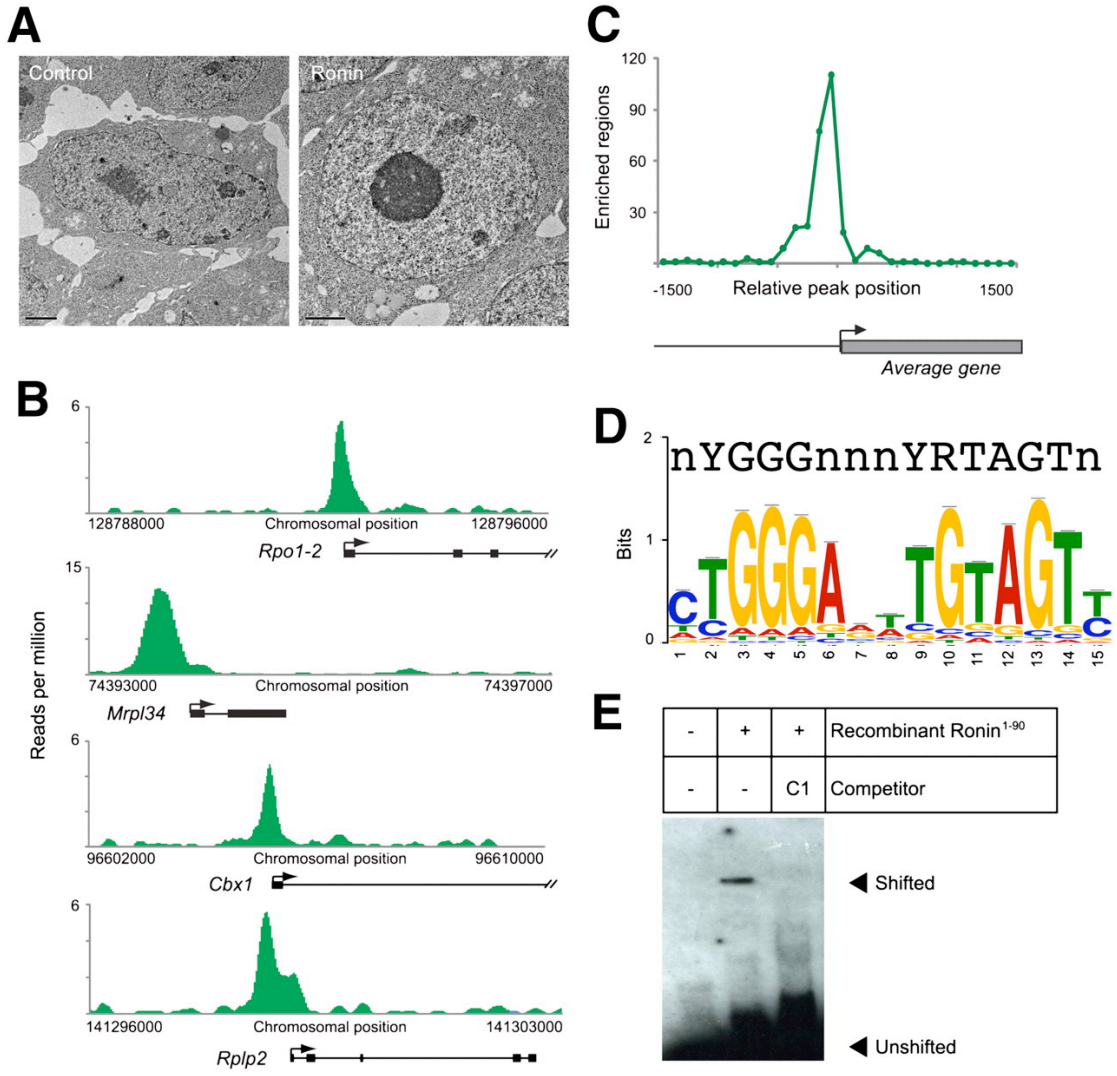 A
Control
Ronin
B
Reads per million
6
128788000
Chromosomal position
128796000
Rpo1-2
15
74393000
Chromosomal position
74397000
Mrpl34
6
96602000
Chromosomal position
96610000
Cbx1
6
141296000
Chromosomal position
141303000
Rplp2
C
Enriched regions
120
90
60
30
-1500
Relative peak position
1500
Average gene
D
Bits
2
1
0
nYGGGnnnYRTAGTn
1 2 3 4 5 6 7 8 9 10 11 12 13 14 15
E
- + + Recombinant Ronin1-90
- - C1 Competitor
Shifted
Unshifted